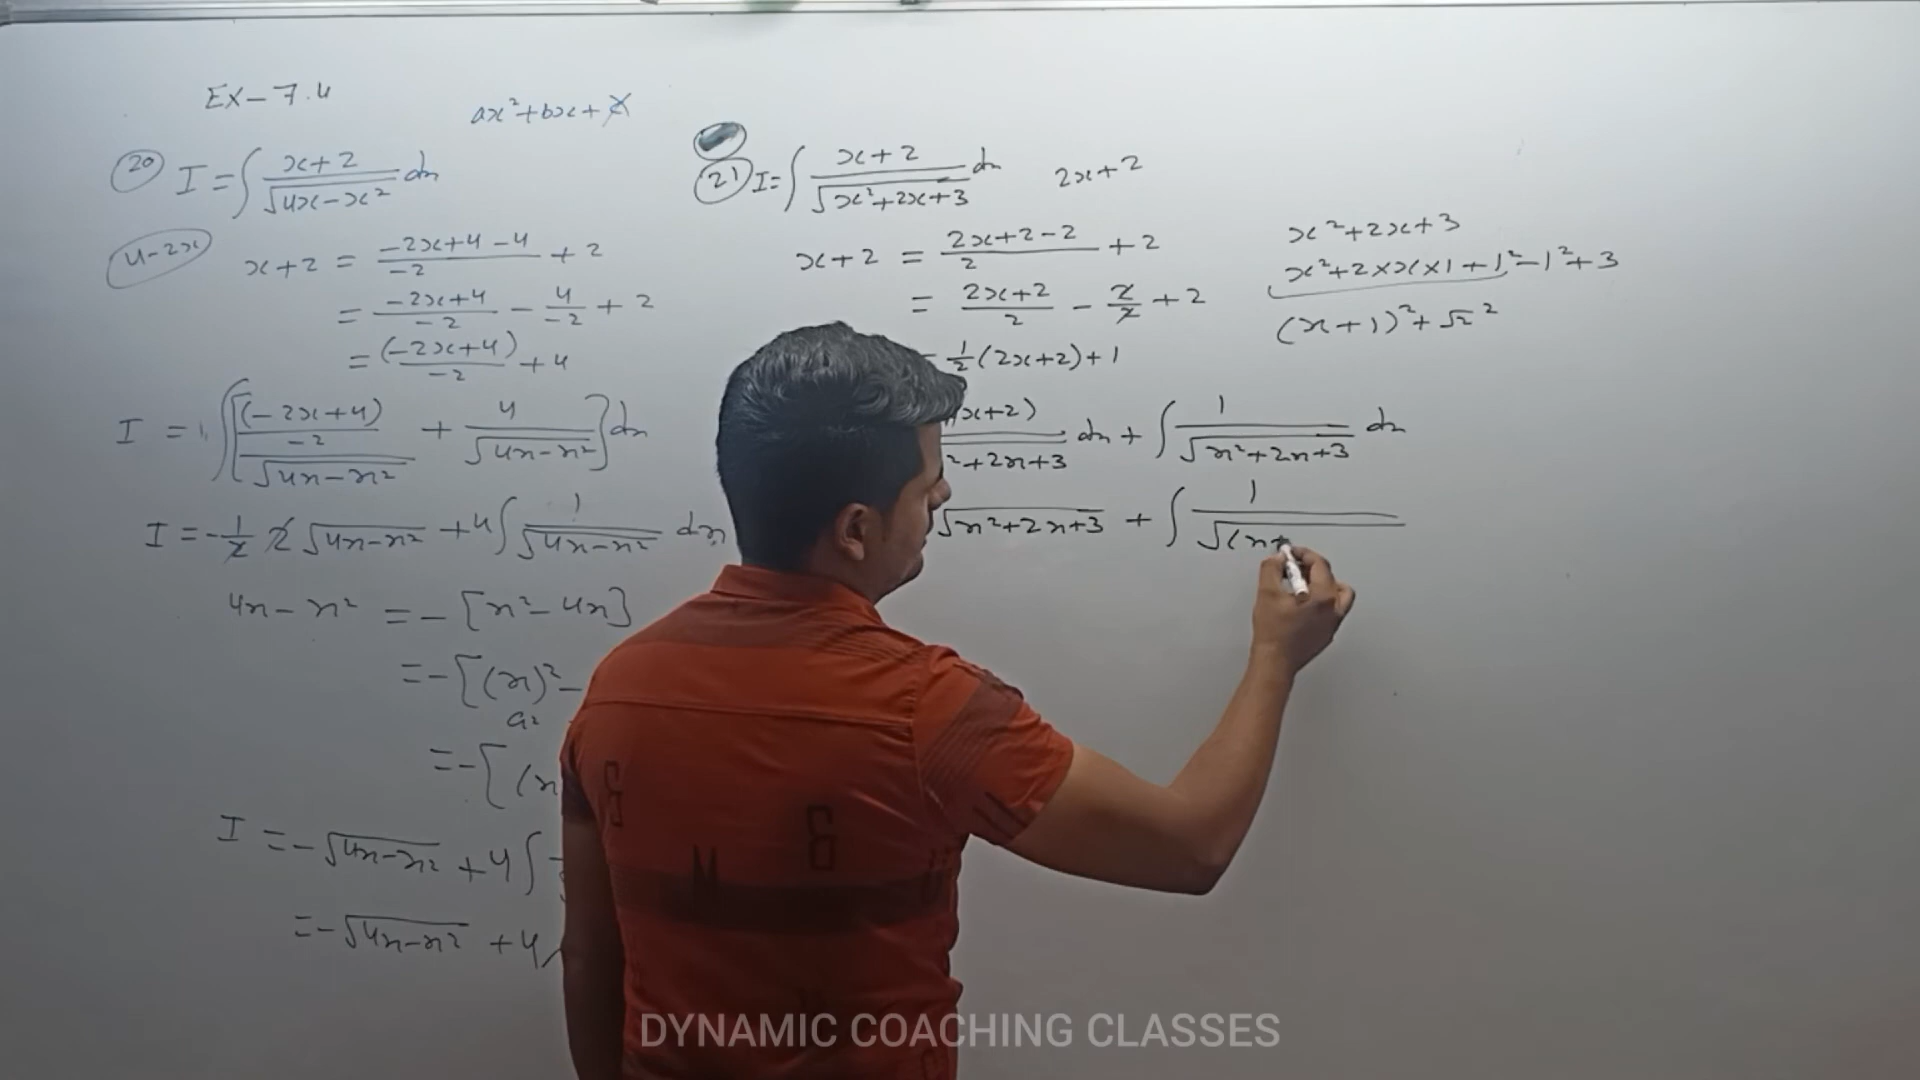 EX-7.4
ax²+bx+c
20 I = ∫ x+2 / √4x-x² dx
4-2x
x+2 = -2x+4-4 / -2 + 2
= -2x+4 / -2 - 4 / -2 + 2
= (-2x+4) / -2 + 4
I = ∫[ (-2x+4) / -2 / √4x-x² + 4 / √4x-x² ] dx
I = -1/2 2 √4x-x² + 4 ∫ 1 / √4x-x² dx
4x-x² = -[x²-4x]
= -[(x)² -
= -[(x
I = -√4x-x² + 4 ∫
= -√4x-x² + 4
21 I = ∫ x+2 / √x²+2x+3 dx
2x+2
x+2 = 2x+2-2 / 2 + 2
= 2x+2 / 2 - 2/2 + 2
= 1/2 (2x+2) + 1
x+2) / ²+2x+3 dx + ∫ 1 / √x²+2x+3 dx
√x²+2x+3 + ∫ 1 / √(x+
x²+2x+3
x²+2×x×1+1²-1²+3
(x+1)²+√2²
DYNAMIC COACHING CLASSES